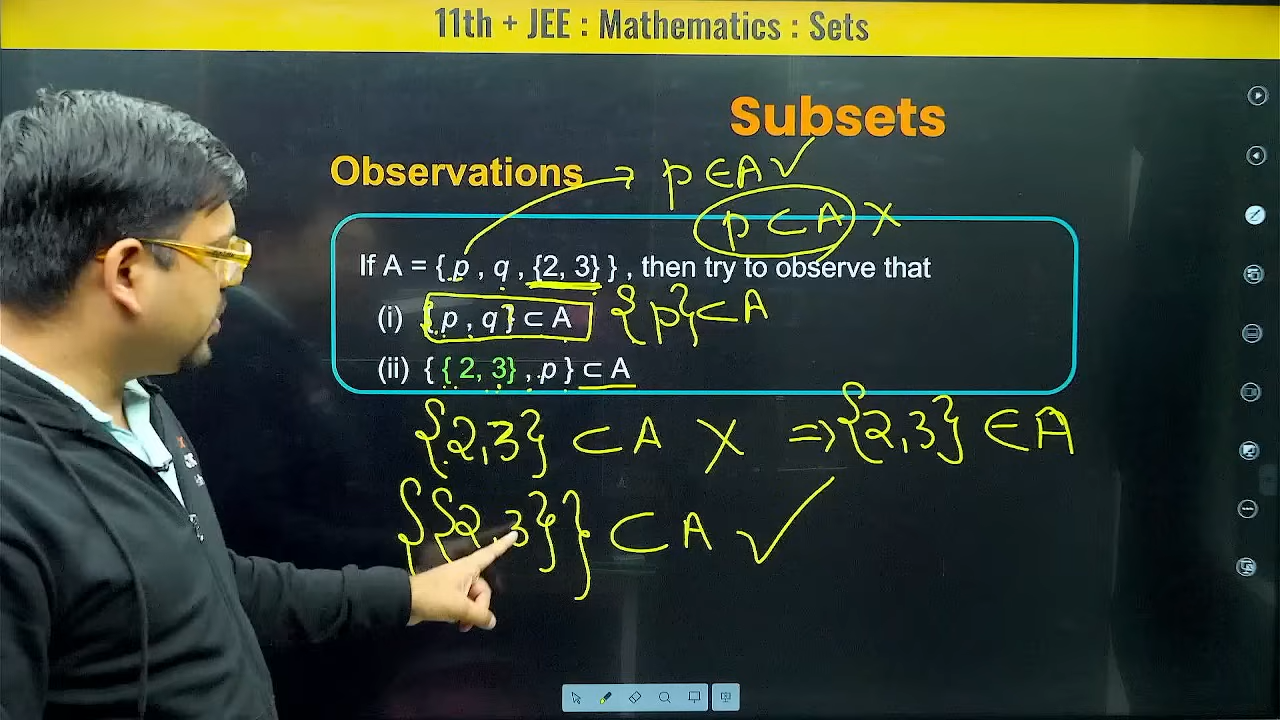 11th + JEE : Mathematics : Sets
Subsets
Observations → p ∈ A ✓
p ⊂ A X
If A = { p , q , {2, 3} } , then try to observe that
(i) { p , q } ⊂ A {p} ⊂ A
(ii) { { 2, 3} , p } ⊂ A
{2,3} ⊂ A X ⇒ {2,3} ∈ A
{{2,3}} ⊂ A ✓